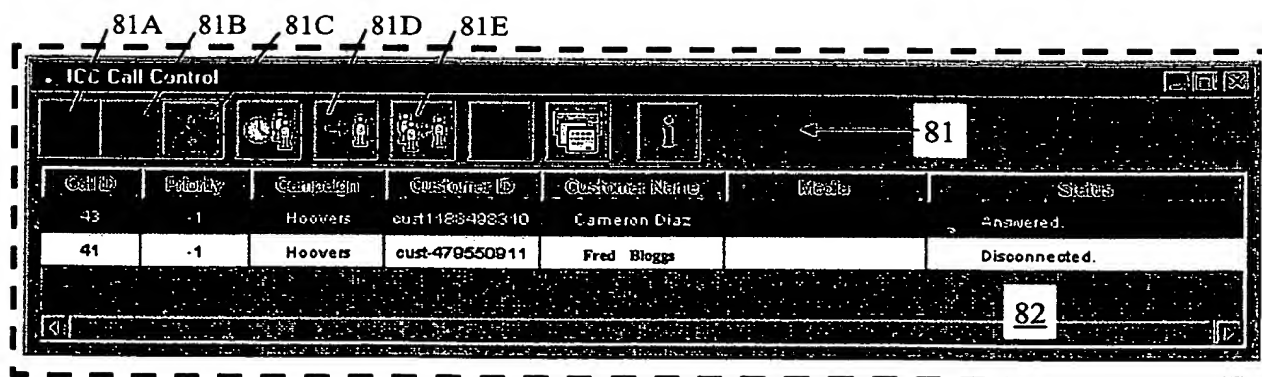 81A 81B 81C 81D 81E
ICC Call Control
81
Call ID Priority Campaign Customer ID Customer Name Media Status
43 -1 Hoovers Cameron Diaz Answered.
41 -1 Hoovers cust-479550911 Fred Bloggs Disconnected.
82